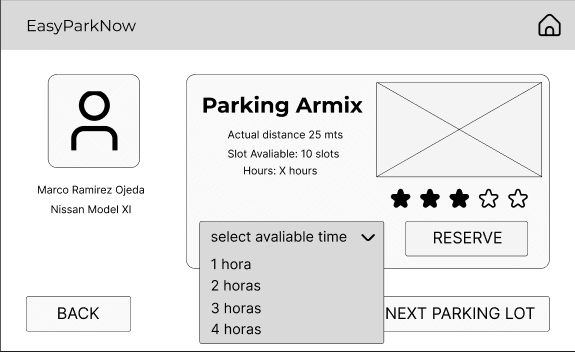 EasyParkNow
Parking Armix
Actual distance 25 mts
Slot Avaliable: 10 slots
Hours: X hours
Marco Ramirez Ojeda
Nissan Model XI
select avaliable time
RESERVE
1 hora
2 horas
3 horas
4 horas
BACK
NEXT PARKING LOT